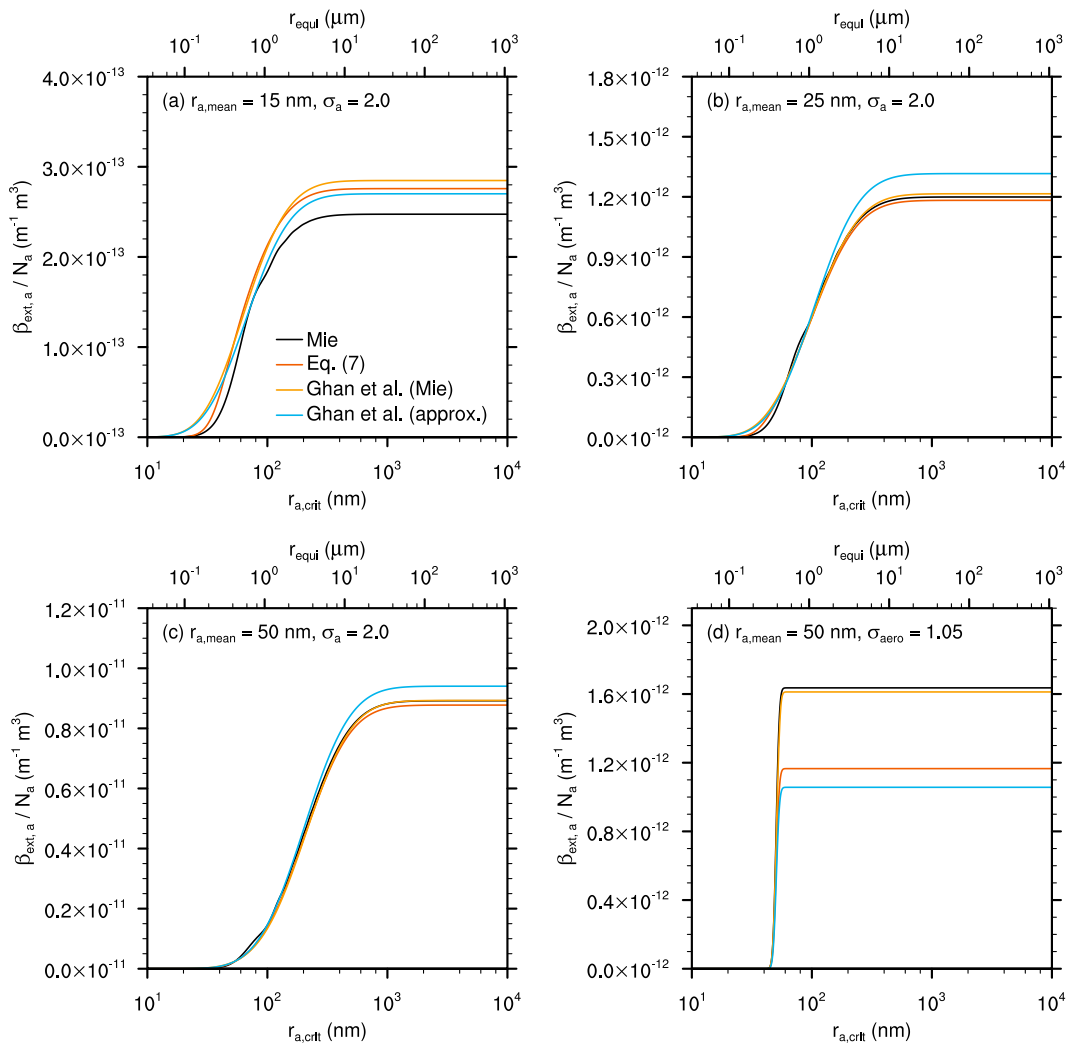 r_equi (μm)
10^-1 10^0 10^1 10^2 10^3
4.0×10^-13
3.0×10^-13
2.0×10^-13
1.0×10^-13
0.0×10^-13
β_ext, a / N_a (m^-1 m^3)
(a) r_a,mean = 15 nm, σ_a = 2.0
Mie
Eq. (7)
Ghan et al. (Mie)
Ghan et al. (approx.)
10^1 10^2 10^3 10^4
r_a,crit (nm)
r_equi (μm)
10^-1 10^0 10^1 10^2 10^3
1.8×10^-12
1.5×10^-12
1.2×10^-12
0.9×10^-12
0.6×10^-12
0.3×10^-12
0.0×10^-12
β_ext, a / N_a (m^-1 m^3)
(b) r_a,mean = 25 nm, σ_a = 2.0
10^1 10^2 10^3 10^4
r_a,crit (nm)
r_equi (μm)
10^-1 10^0 10^1 10^2 10^3
1.2×10^-11
1.0×10^-11
0.8×10^-11
0.6×10^-11
0.4×10^-11
0.2×10^-11
0.0×10^-11
β_ext, a / N_a (m^-1 m^3)
(c) r_a,mean = 50 nm, σ_a = 2.0
10^1 10^2 10^3 10^4
r_a,crit (nm)
r_equi (μm)
10^-1 10^0 10^1 10^2 10^3
2.0×10^-12
1.6×10^-12
1.2×10^-12
0.8×10^-12
0.4×10^-12
0.0×10^-12
β_ext, a / N_a (m^-1 m^3)
(d) r_a,mean = 50 nm, σ_aero = 1.05
10^1 10^2 10^3 10^4
r_a,crit (nm)